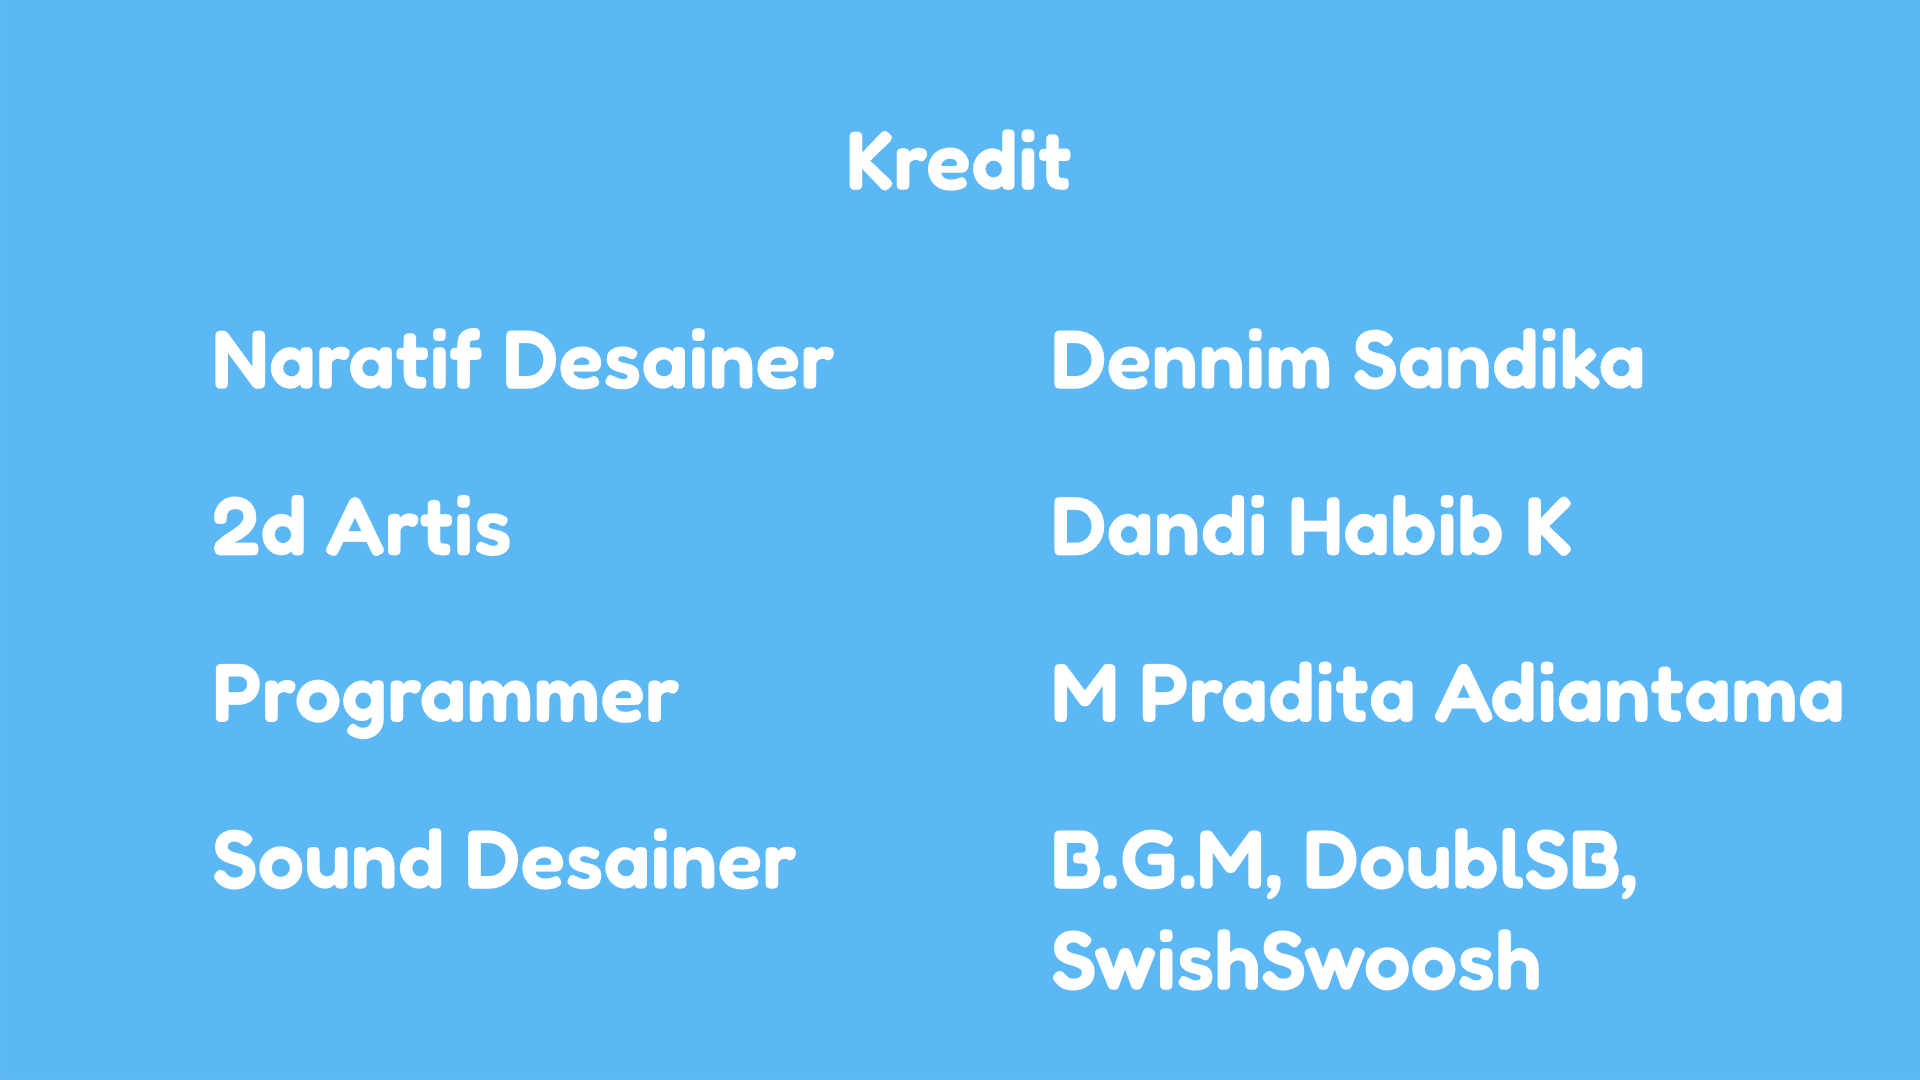 Kredit
Naratif Desainer
Dennim Sandika
2d Artis
Dandi Habib K
Programmer
M Pradita Adiantama
Sound Desainer
B.G.M, DoublSB,
SwishSwoosh